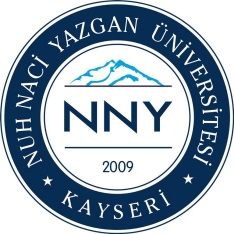 NUH NACİ YAZGAN ÜNİVERSİTESİ
NNY
2009
KAYSERİ